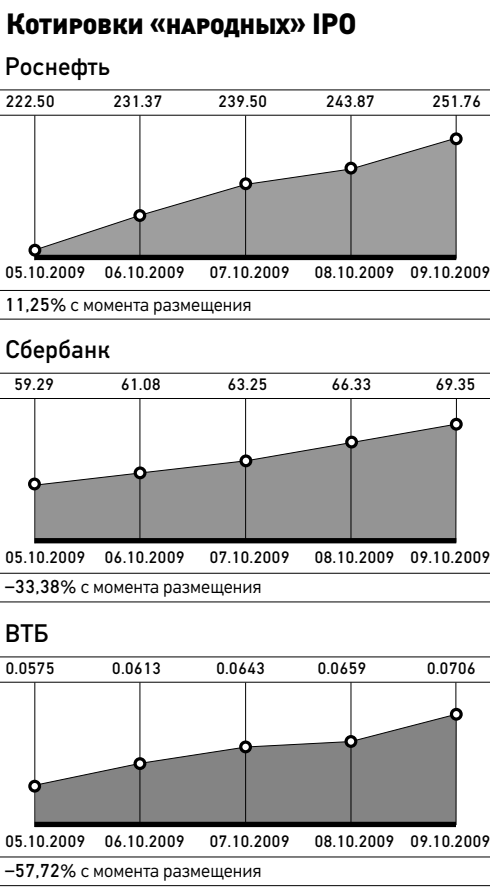 Котировки «народных» IPO
Роснефть
222.50 231.37 239.50 243.87 251.76
05.10.2009 06.10.2009 07.10.2009 08.10.2009 09.10.2009
11,25% с момента размещения
Сбербанк
59.29 61.08 63.25 66.33 69.35
05.10.2009 06.10.2009 07.10.2009 08.10.2009 09.10.2009
–33,38% с момента размещения
ВТБ
0.0575 0.0613 0.0643 0.0659 0.0706
05.10.2009 06.10.2009 07.10.2009 08.10.2009 09.10.2009
–57,72% с момента размещения